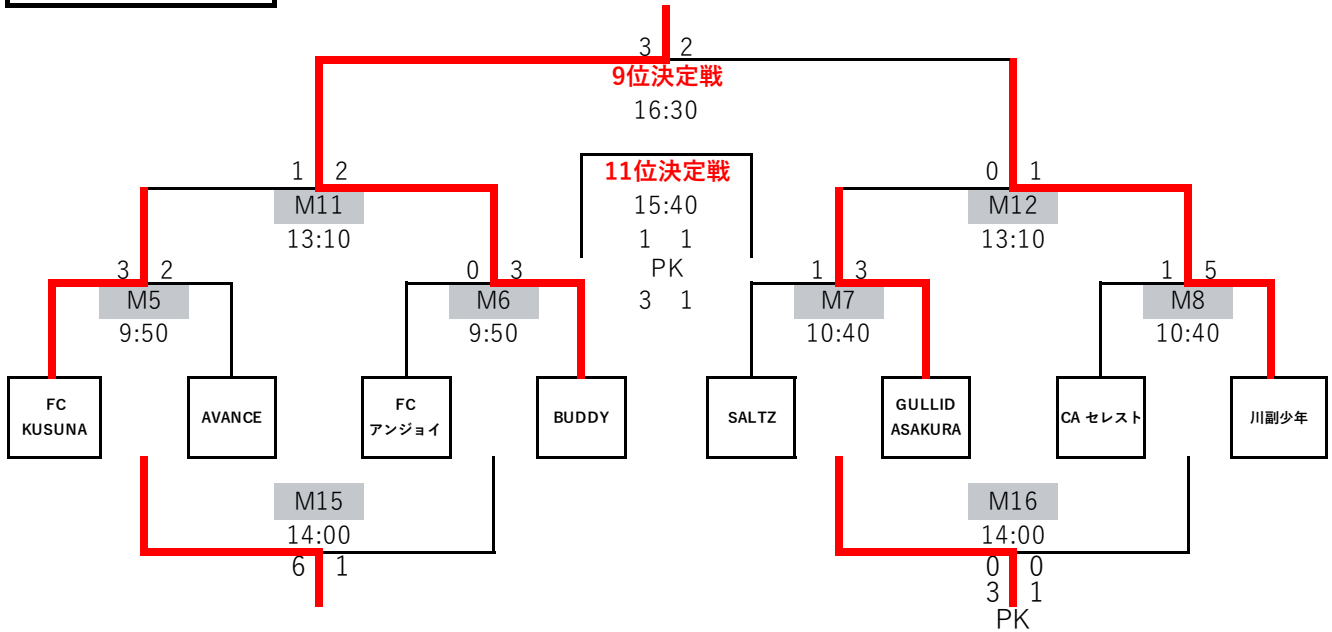 3 2
9位決定戦
16:30
11位決定戦
15:40
1 1
PK
3 1
1 2
M11
13:10
0 1
M12
13:10
3 2
M5
9:50
0 3
M6
9:50
1 3
M7
10:40
1 5
M8
10:40
FC
KUSUNA
AVANCE
FC
アンジョイ
BUDDY
SALTZ
GULLID
ASAKURA
CA セレスト
川副少年
M15
14:00
6 1
M16
14:00
0 0
3 1
PK